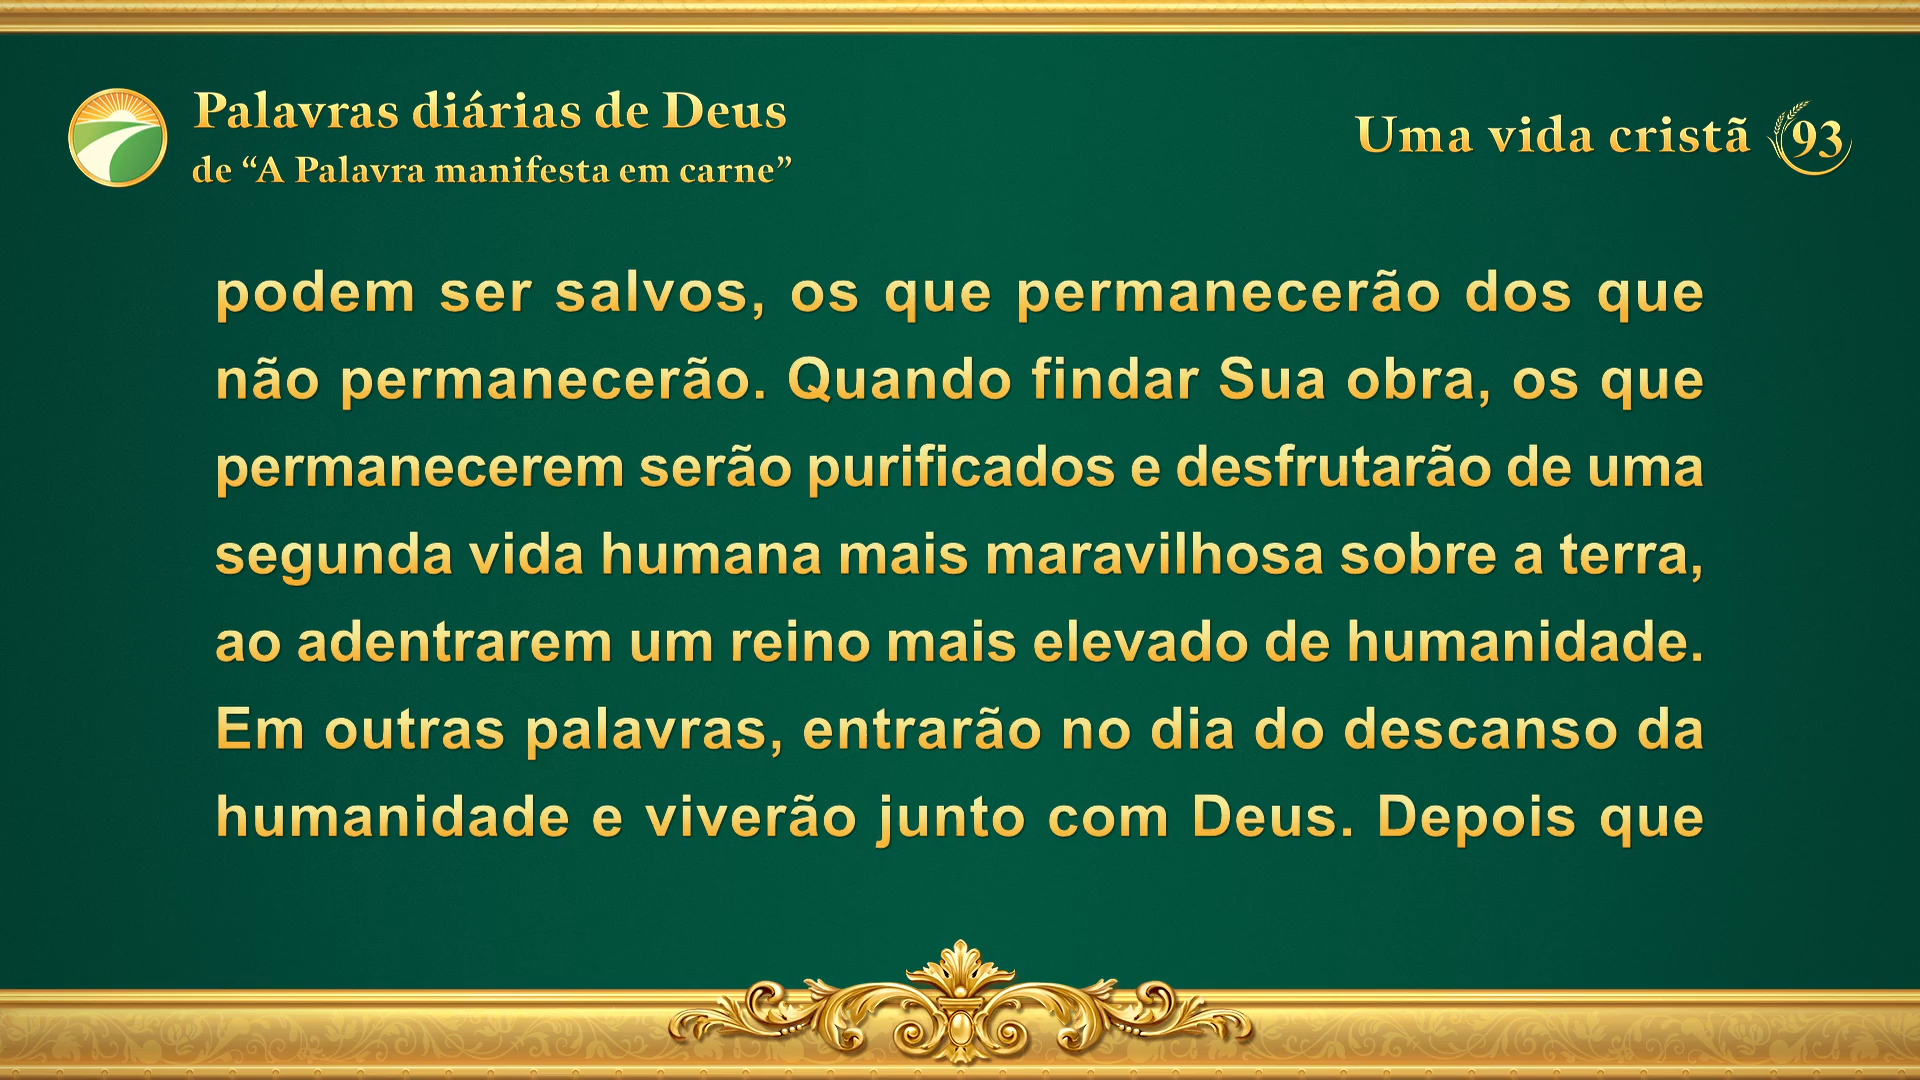 Palavras diárias de Deus
de “A Palavra manifesta em carne”
Uma vida cristã 93
podem ser salvos, os que permanecerão dos que
não permanecerão. Quando findar Sua obra, os que
permanecerem serão purificados e desfrutarão de uma
segunda vida humana mais maravilhosa sobre a terra,
ao adentrarem um reino mais elevado de humanidade.
Em outras palavras, entrarão no dia do descanso da
humanidade e viverão junto com Deus. Depois que